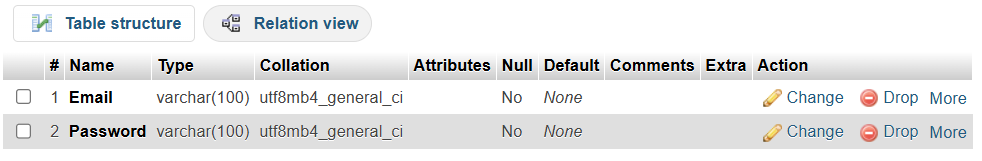 Table structure Relation view
# Name Type Collation Attributes Null Default Comments Extra Action
1 Email varchar(100) utf8mb4_general_ci No None Change Drop More
2 Password varchar(100) utf8mb4_general_ci No None Change Drop More